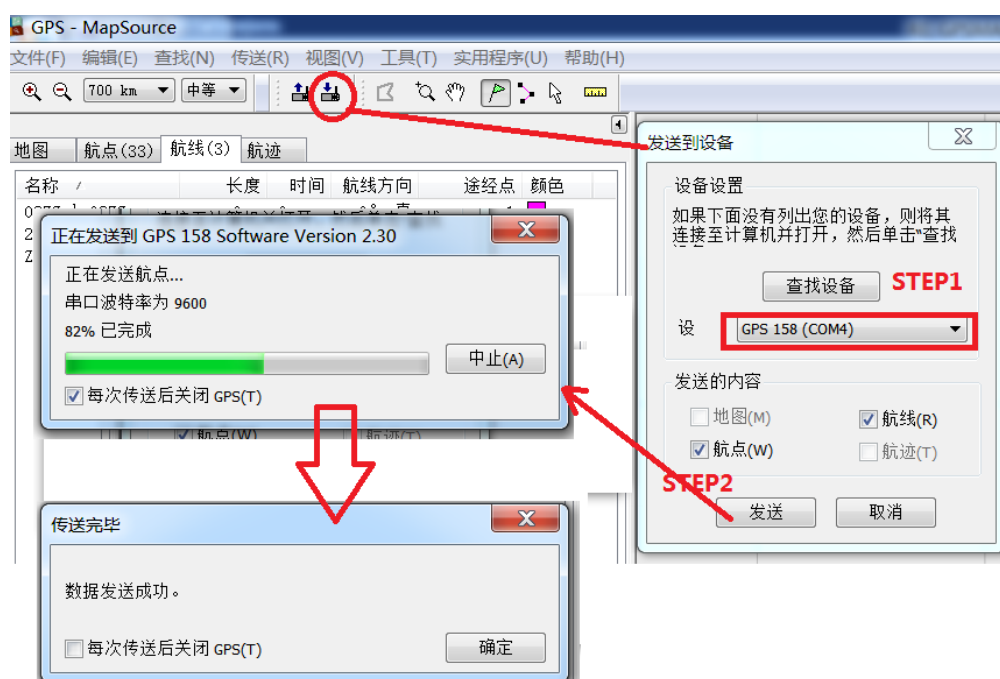 GPS - MapSource
文件(F) 编辑(E) 查找(N) 传送(R) 视图(V) 工具(T) 实用程序(U) 帮助(H)
700 km 中等
地图 航点(33) 航线(3) 航迹
名称 / 长度 时间 航线方向 途经点 颜色
正在发送到 GPS 158 Software Version 2.30
正在发送航点...
串口波特率为 9600
82% 已完成
中止(A)
每次传送后关闭 GPS(T)
航点(W) 航迹(T)
传送完毕
数据发送成功。
每次传送后关闭 GPS(T)
确定
发送到设备
设备设置
如果下面没有列出您的设备，则将其
连接至计算机并打开，然后单击“查找
查找设备 STEP1
设 GPS 158 (COM4)
发送的内容
地图(M) 航线(R)
航点(W) 航迹(T)
STEP2
发送 取消